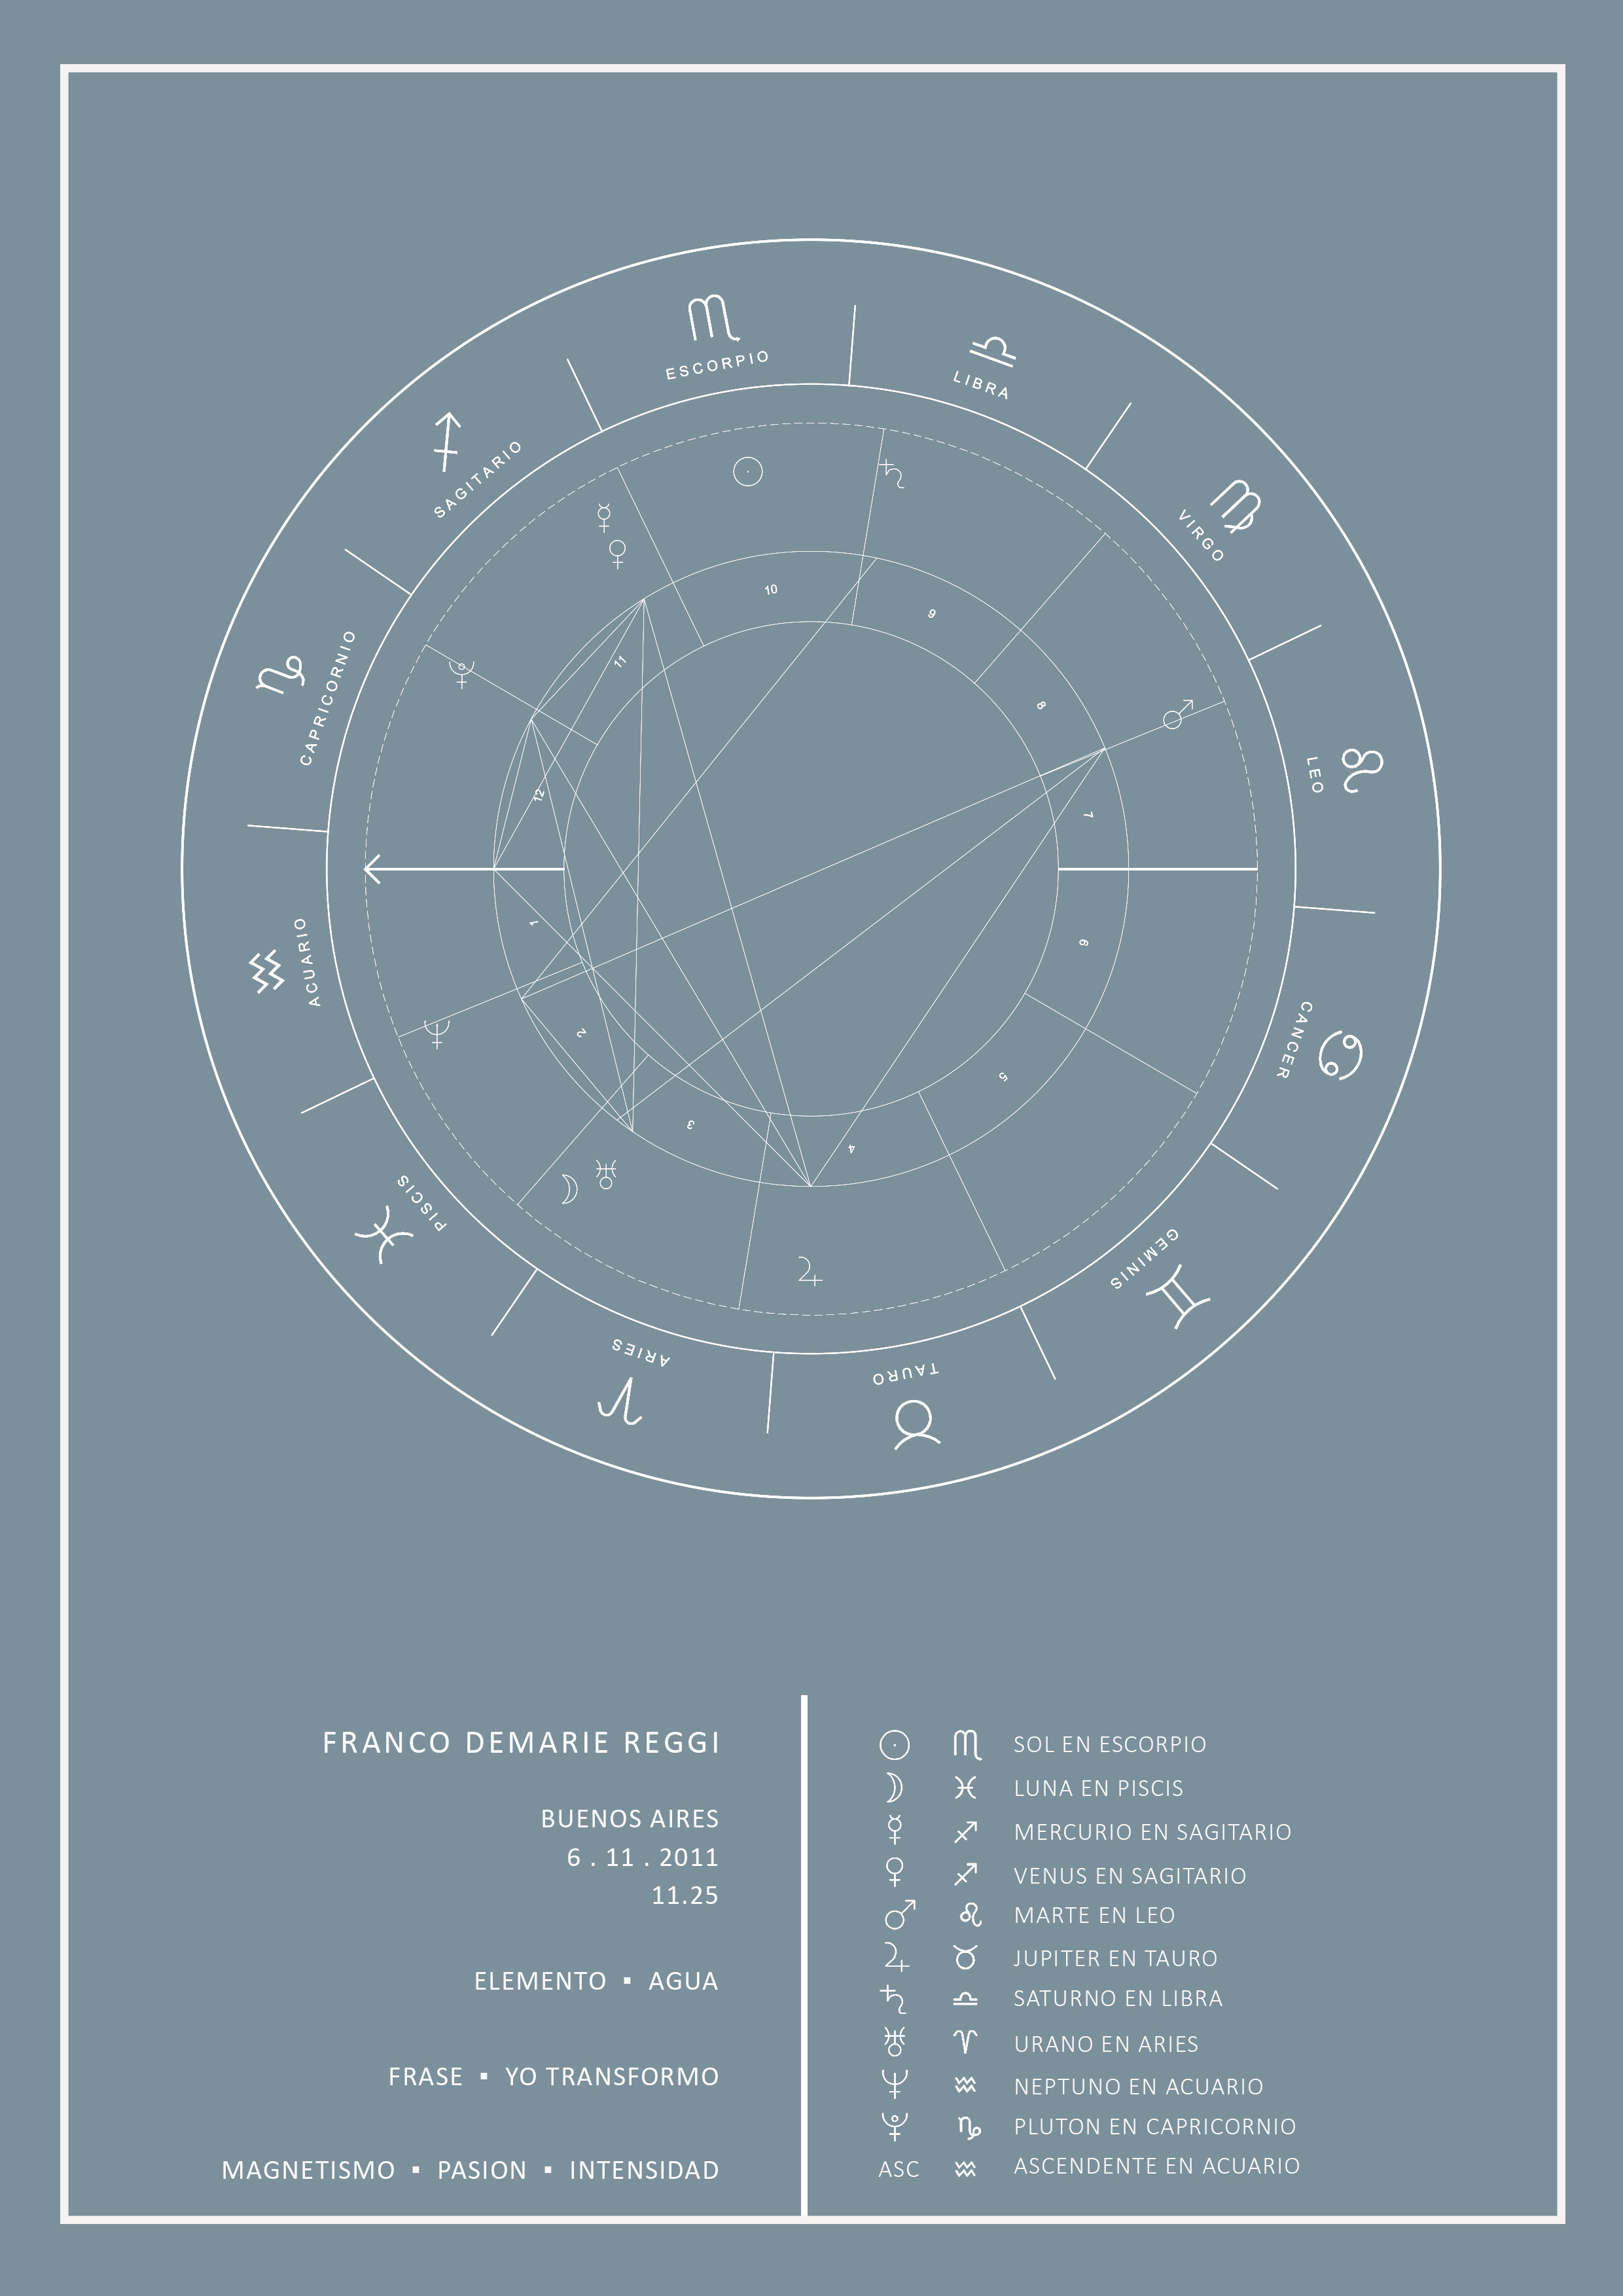 ESCORPIO
LIBRA
VIRGO
LEO
CANCER
GEMINIS
TAURO
ARIES
PISCIS
ACUARIO
CAPRICORNIO
SAGITARIO
10
9
8
7
6
5
4
3
2
1
12
11
FRANCO DEMARIE REGGI
BUENOS AIRES
6 . 11 . 2011
11.25
ELEMENTO ▪ AGUA
FRASE ▪ YO TRANSFORMO
MAGNETISMO ▪ PASION ▪ INTENSIDAD
☉ ♏ SOL EN ESCORPIO
☽ ♓ LUNA EN PISCIS
☿ ♐ MERCURIO EN SAGITARIO
♀ ♐ VENUS EN SAGITARIO
♂ ♌ MARTE EN LEO
♃ ♉ JUPITER EN TAURO
♄ ♎ SATURNO EN LIBRA
♅ ♈ URANO EN ARIES
♆ ♒ NEPTUNO EN ACUARIO
♇ ♑ PLUTON EN CAPRICORNIO
ASC ♒ ASCENDENTE EN ACUARIO